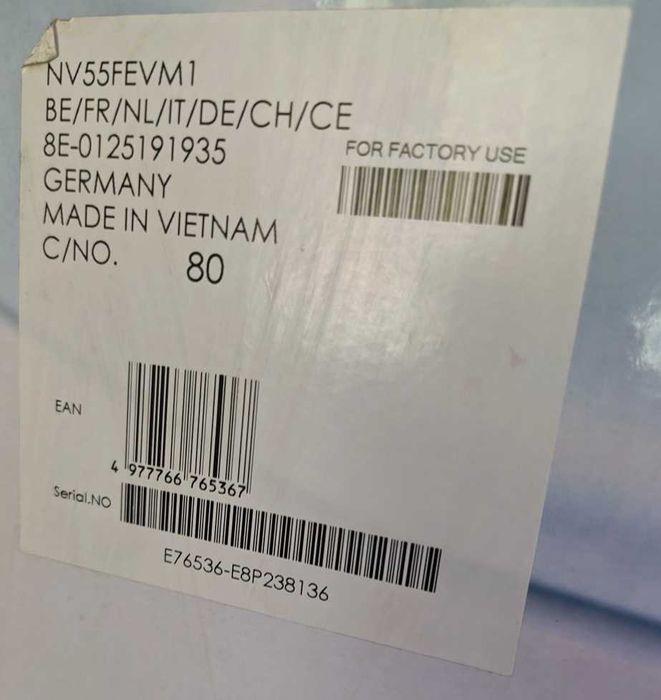 NV55FEVM1
BE/FR/NL/IT/DE/CH/CE
8E-0125191935
FOR FACTORY USE
GERMANY
MADE IN VIETNAM
C/NO. 80
EAN
4 977766 765367
Serial.NO
E76536-E8P238136